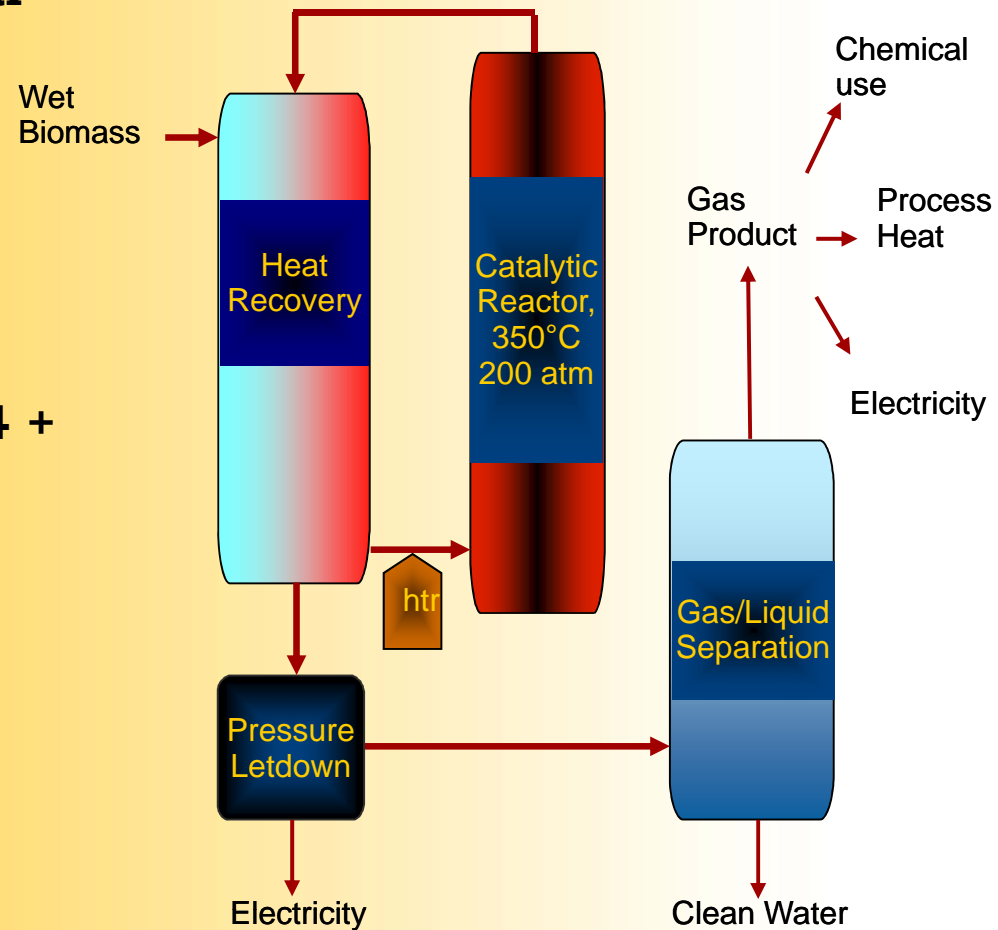 Chemical
use
Wet
Biomass
Gas
Product
Process
Heat
Heat
Recovery
Catalytic
Reactor,
350°C
200 atm
Electricity
4 +
htr
Gas/Liquid
Separation
Pressure
Letdown
Electricity
Clean Water